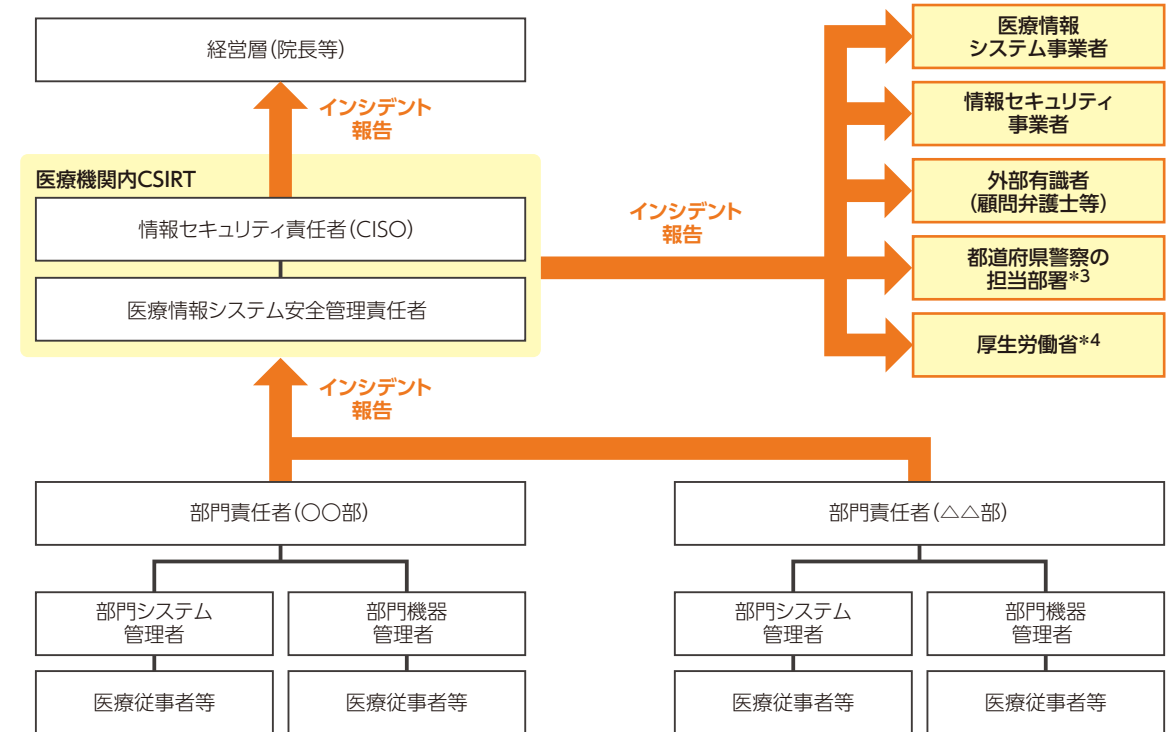 経営層(院長等)
インシデント
報告
医療機関内CSIRT
情報セキュリティ責任者(CISO)
医療情報システム安全管理責任者
インシデント
報告
医療情報
システム事業者
情報セキュリティ
事業者
外部有識者
(顧問弁護士等)
都道府県警察の
担当部署*3
厚生労働省*4
インシデント
報告
部門責任者(〇〇部)
部門責任者(△△部)
部門システム
管理者
部門機器
管理者
部門システム
管理者
部門機器
管理者
医療従事者等
医療従事者等
医療従事者等
医療従事者等